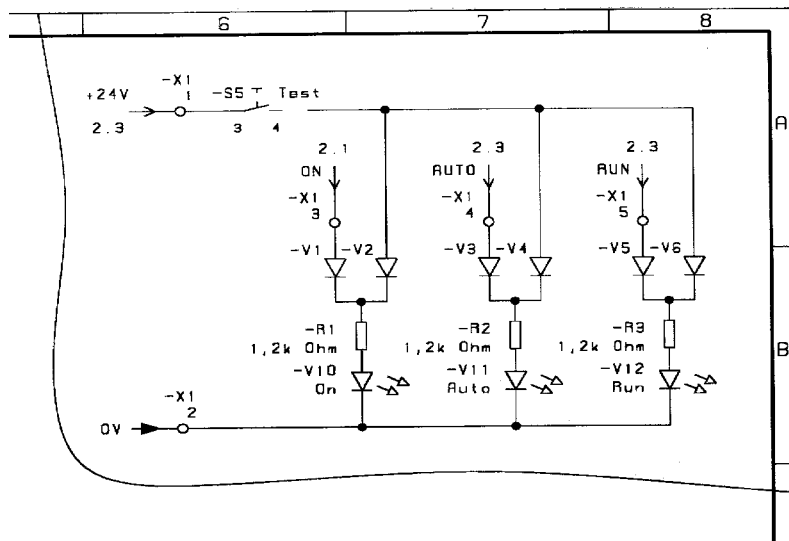 6 7 8
-X1 -S5 Test
+24V 1
2.3 3 4
A
2.1 2.3 2.3
ON AUTO RUN
-X1 -X1 -X1
3 4 5
-V1 -V2 -V3 -V4 -V5 -V6
-R1 -R2 -R3
1,2k Ohm 1,2k Ohm 1,2k Ohm
B
-V10 -V11 -V12
On Auto Run
-X1
2
0V